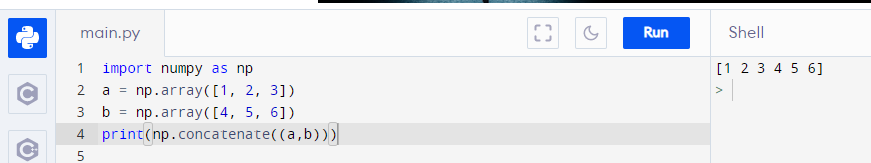 main.py
Run
Shell
1 import numpy as np
2 a = np.array([1, 2, 3])
3 b = np.array([4, 5, 6])
4 print(np.concatenate((a,b)))
5
[1 2 3 4 5 6]
>